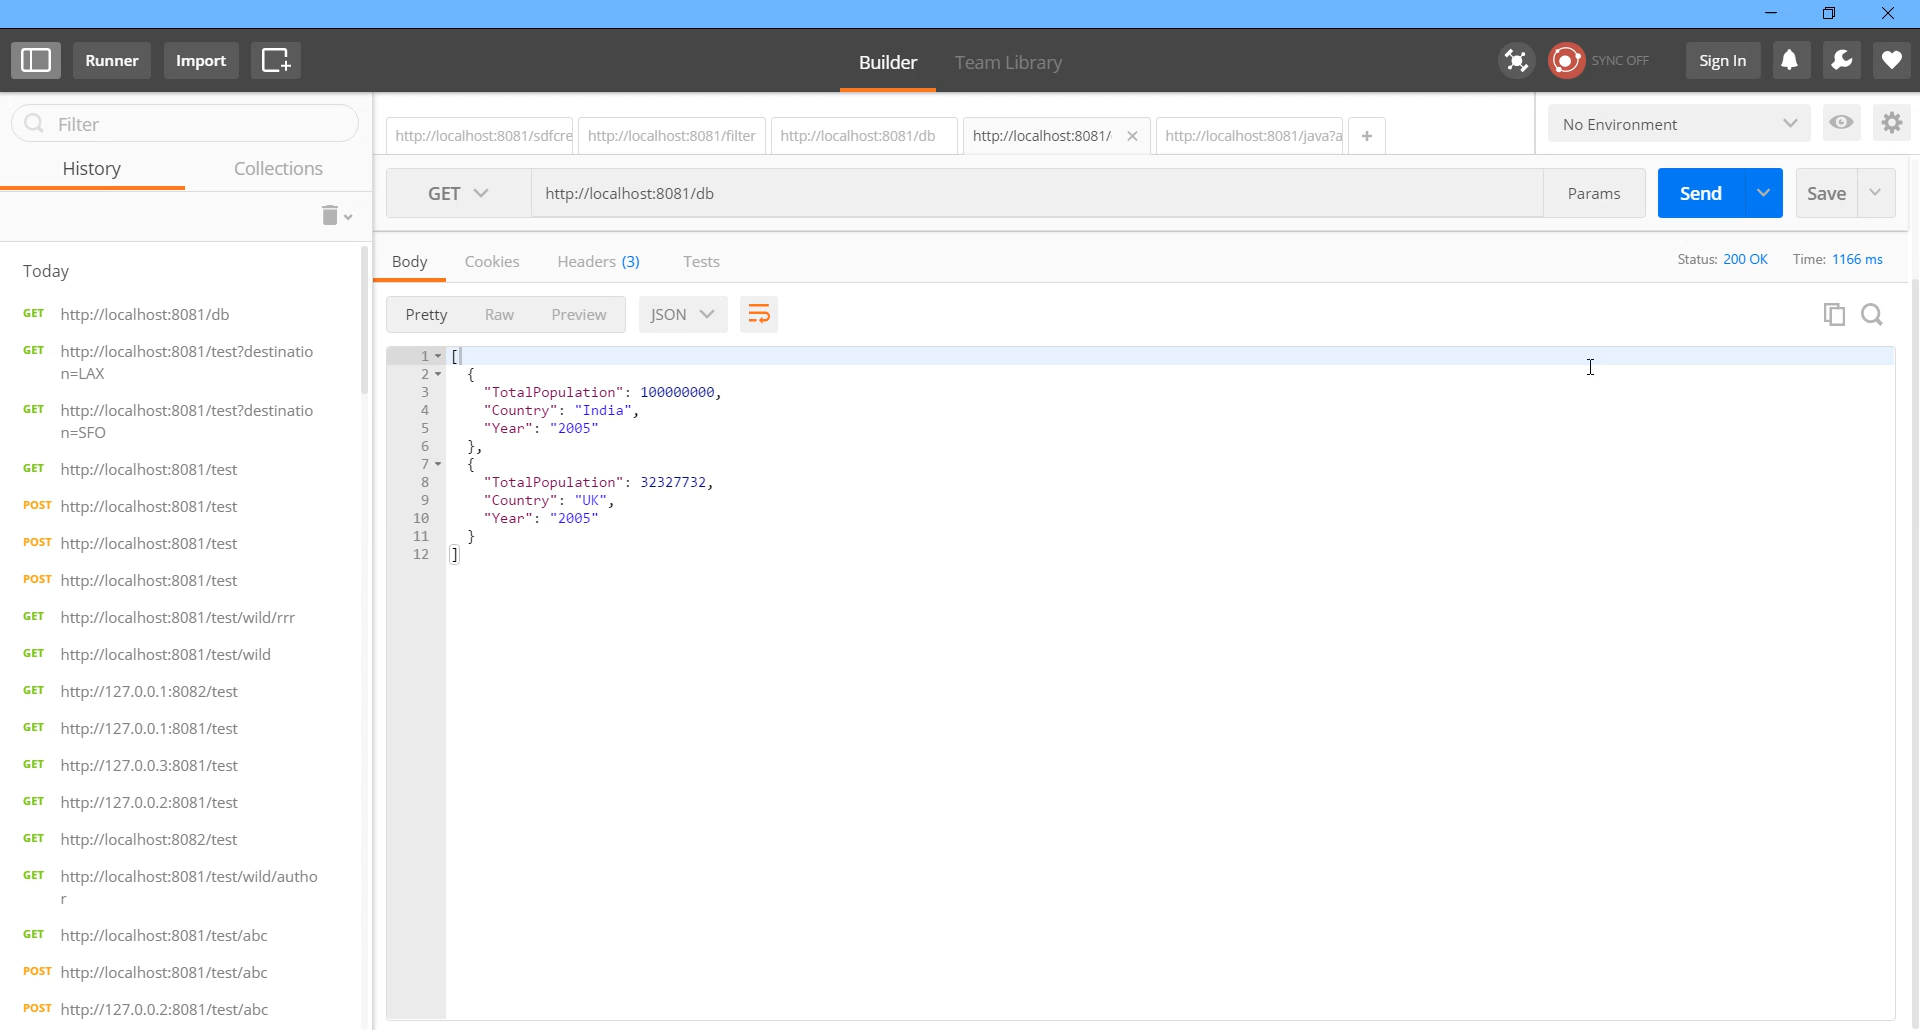 Runner
Import
Builder
Team Library
SYNC OFF
Sign In
Filter
History
Collections
http://localhost:8081/sdfcre
http://localhost:8081/filter
http://localhost:8081/db
http://localhost:8081/
http://localhost:8081/java?a
+
No Environment
GET
http://localhost:8081/db
Params
Send
Save
Today
GET http://localhost:8081/db
GET http://localhost:8081/test?destinatio
n=LAX
GET http://localhost:8081/test?destinatio
n=SFO
GET http://localhost:8081/test
POST http://localhost:8081/test
POST http://localhost:8081/test
POST http://localhost:8081/test
GET http://localhost:8081/test/wild/rrr
GET http://localhost:8081/test/wild
GET http://127.0.0.1:8082/test
GET http://127.0.0.1:8081/test
GET http://127.0.0.3:8081/test
GET http://127.0.0.2:8081/test
GET http://localhost:8082/test
GET http://localhost:8081/test/wild/autho
r
GET http://localhost:8081/test/abc
POST http://localhost:8081/test/abc
POST http://127.0.0.2:8081/test/abc
Body
Cookies
Headers (3)
Tests
Status: 200 OK
Time: 1166 ms
Pretty
Raw
Preview
JSON
1 [
2 {
3 "TotalPopulation": 100000000,
4 "Country": "India",
5 "Year": "2005"
6 },
7 {
8 "TotalPopulation": 32327732,
9 "Country": "UK",
10 "Year": "2005"
11 }
12 ]